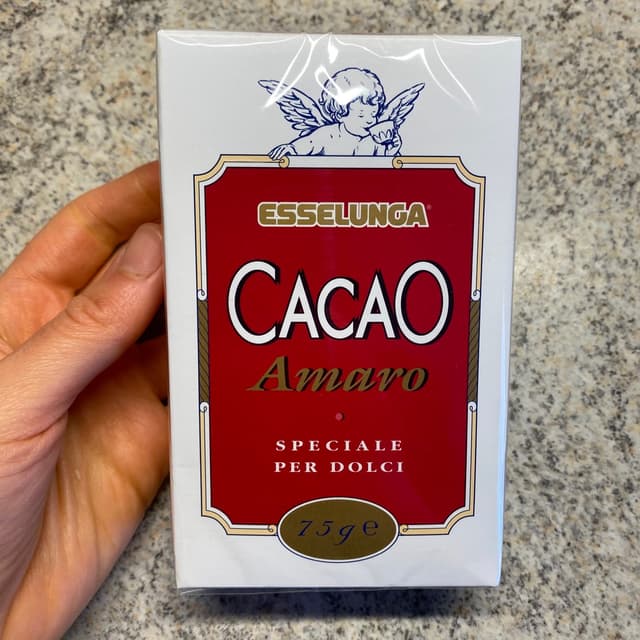 ESSELUNGA
CACAO
Amaro
SPECIALE
PER DOLCI
75g e